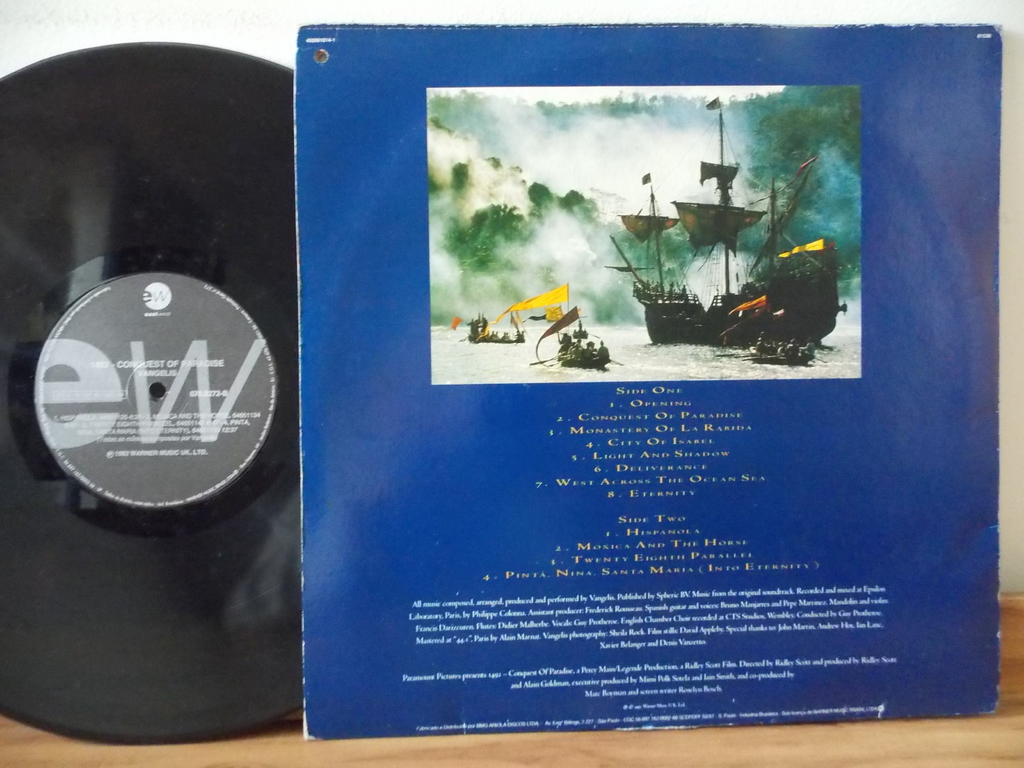 ew
east west
1492 - CONQUEST OF PARADISE
VANGELIS
℗ © 1992 WARNER MUSIC UK. LTD.
ew
SIDE ONE
1. OPENING
2. CONQUEST OF PARADISE
3. MONASTERY OF LA RABIDA
4. CITY OF ISABEL
5. LIGHT AND SHADOW
6. DELIVERANCE
7. WEST ACROSS THE OCEAN SEA
8. ETERNITY
SIDE TWO
1. HISPANOLA
2. MOXICA AND THE HORSE
3. TWENTY EIGHTH PARALLEL
4. PINTA, NINA, SANTA MARIA (INTO ETERNITY)
All music composed, arranged, produced and performed by Vangelis. Published by Spheric BV. Music from the original soundtrack. Recorded and mixed at Epsilon
Laboratory, Paris, by Philippe Colonna. Assistant producer: Frederick Rousseau. Spanish guitar and voices: Bruno Manjarres and Pepe Martinez. Mandolin and violin:
Francis Darizcuren. Flutes: Didier Malherbe. Vocals: Guy Protheroe. English Chamber Choir recorded at CTS Studios, Wembley. Conducted by Guy Protheroe.
Mastered at "44.1", Paris by Alain Marnat. Vangelis photography: Sheila Rock. Film stills: David Appleby. Special thanks to: John Martin, Andrew Hoy, Ian Lane,
Xavier Belanger and Denis Vanzetto.
Paramount Pictures presents 1492 – Conquest Of Paradise, a Percy Main/Legende Production, a Ridley Scott Film. Directed by Ridley Scott and produced by Ridley Scott
and Alain Goldman, executive produced by Mimi Polk Sotela and Iain Smith, and co-produced by
Marc Boyman and screen writer Roselyn Bosch.